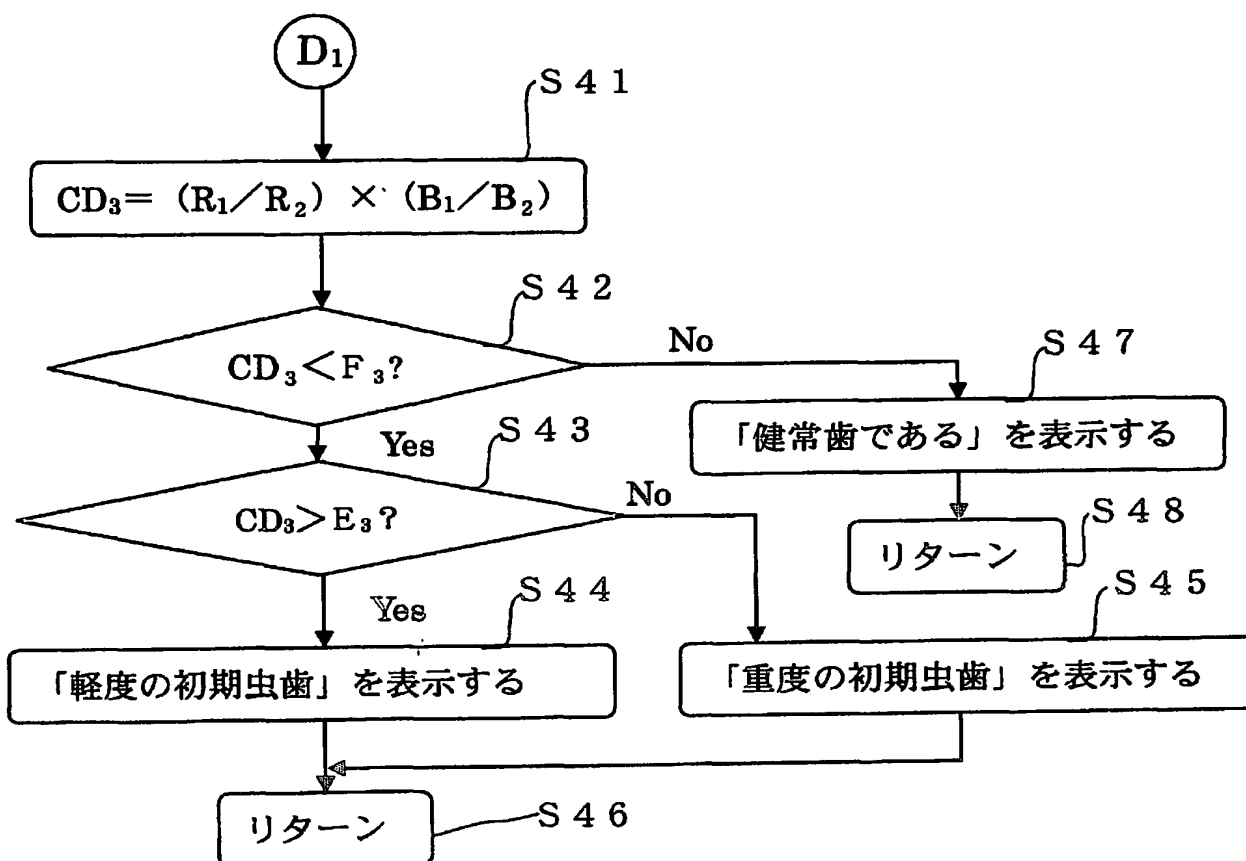 D₁
S41
CD₃＝（R₁／R₂）×（B₁／B₂）
S42
CD₃＜F₃?
No
S47
「健常歯である」を表示する
Yes
S43
CD₃＞E₃?
No
S48
リターン
S44
Yes
S45
「軽度の初期虫歯」を表示する
「重度の初期虫歯」を表示する
S46
リターン